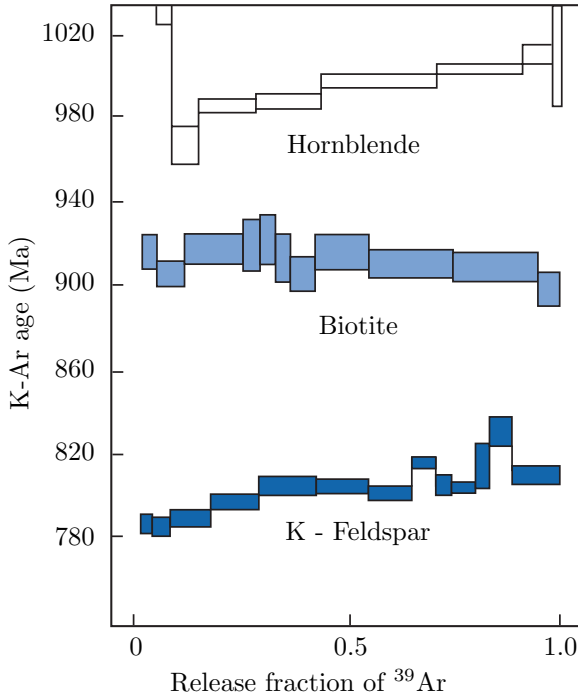 1020
980
Hornblende
940
900
Biotite
860
820
K - Feldspar
780
K-Ar age (Ma)
0 0.5 1.0
Release fraction of ³⁹Ar